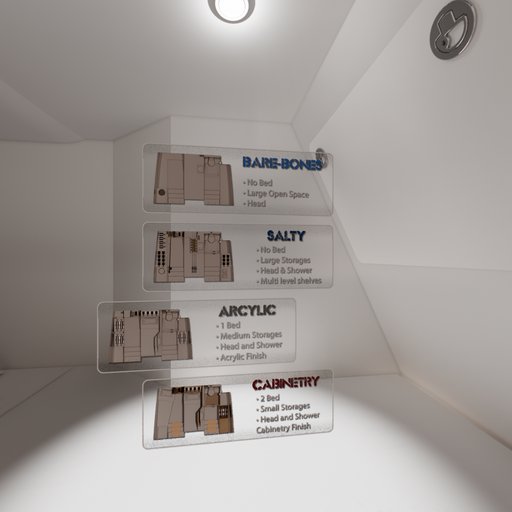 BARE-BONES
• No Bed
• Large Open Space
• Head
SALTY
• No Bed
• Large Storages
• Head & Shower
• Multi level shelves
ARCYLIC
• 1 Bed
• Medium Storages
• Head and Shower
• Acrylic Finish
CABINETRY
• 2 Bed
• Small Storages
• Head and Shower
Cabinetry Finish